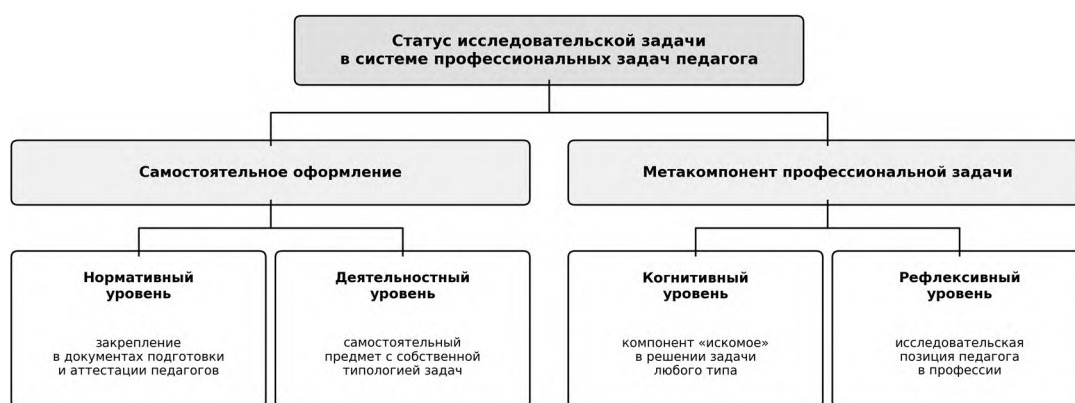 Статус исследовательской задачи
в системе профессиональных задач педагога
Самостоятельное оформление
Метакомпонент профессиональной задачи
Нормативный
уровень
закрепление
в документах подготовки
и аттестации педагогов
Деятельностный
уровень
самостоятельный
предмет с собственной
типологией задач
Когнитивный
уровень
компонент «искомое»
в решении задачи
любого типа
Рефлексивный
уровень
исследовательская
позиция педагога
в профессии